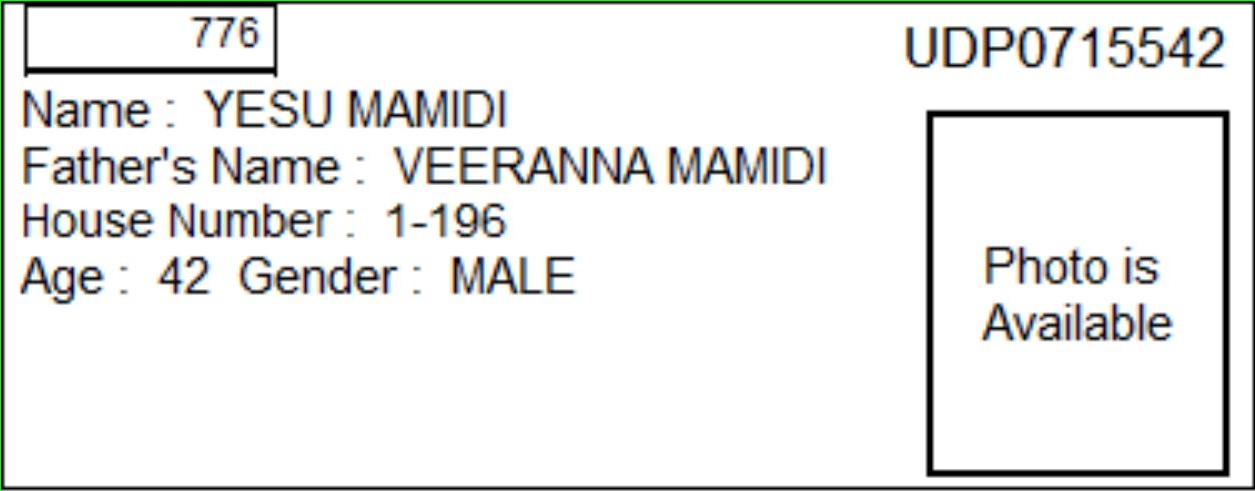 776
UDP0715542
Name : YESU MAMIDI
Father's Name : VEERANNA MAMIDI
House Number : 1-196
Age : 42 Gender : MALE
Photo is
Available